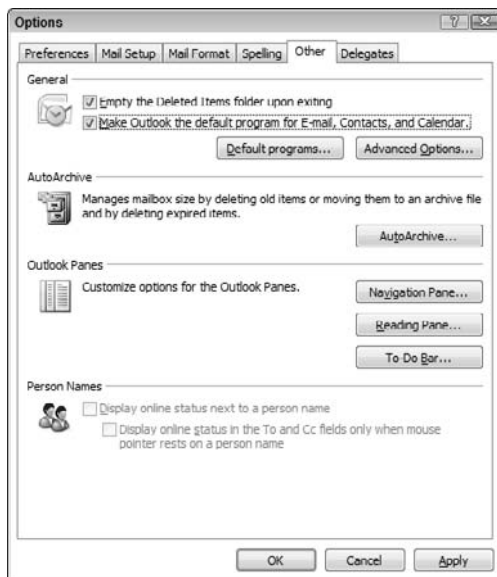 Options
Preferences Mail Setup Mail Format Spelling Other Delegates
General
Empty the Deleted Items folder upon exiting
Make Outlook the default program for E-mail, Contacts, and Calendar.
Default programs... Advanced Options...
AutoArchive
Manages mailbox size by deleting old items or moving them to an archive file
and by deleting expired items.
AutoArchive...
Outlook Panes
Customize options for the Outlook Panes.
Navigation Pane...
Reading Pane...
To-Do Bar...
Person Names
Display online status next to a person name
Display online status in the To and Cc fields only when mouse
pointer rests on a person name
OK Cancel Apply